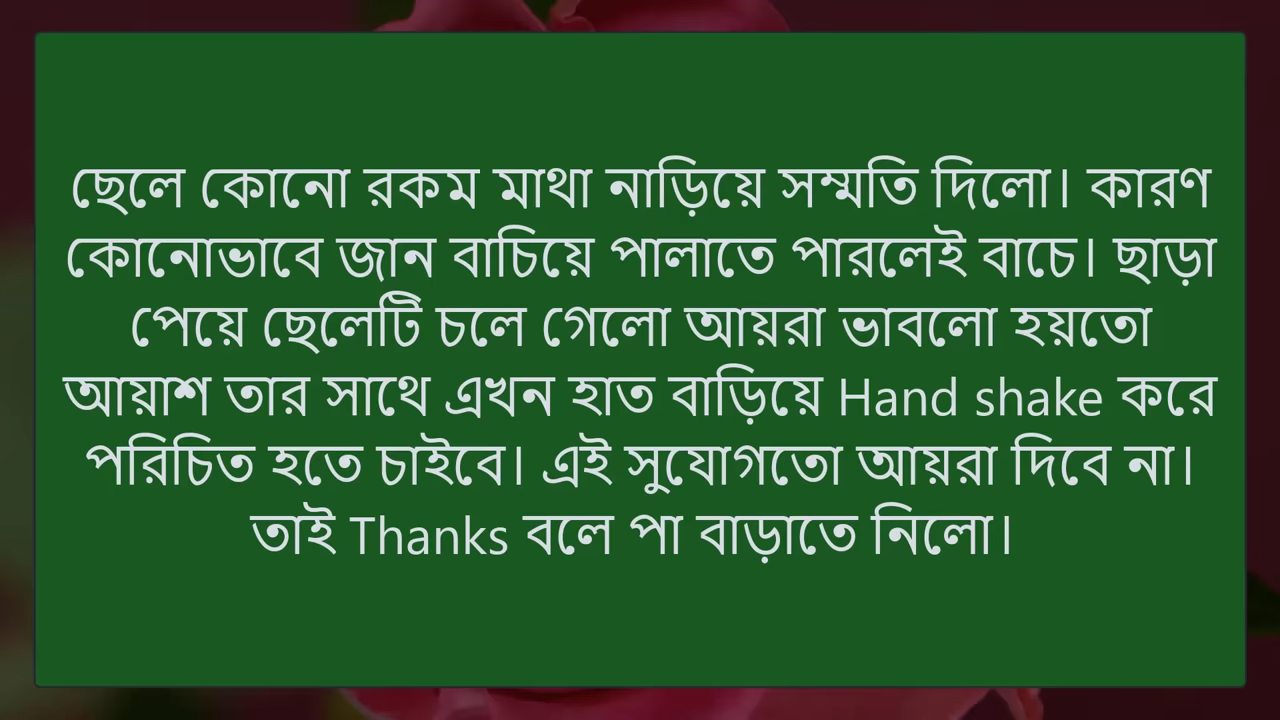 ছেলে কোনো রকম মাথা নাড়িয়ে সম্মতি দিলো। কারণ
কোনোভাবে জান বাচিয়ে পালাতে পারলেই বাচে। ছাড়া
পেয়ে ছেলেটি চলে গেলো আয়রা ভাবলো হয়তো
আয়াশ তার সাথে এখন হাত বাড়িয়ে Hand shake করে
পরিচিত হতে চাইবে। এই সুযোগতো আয়রা দিবে না।
তাই Thanks বলে পা বাড়াতে নিলো।